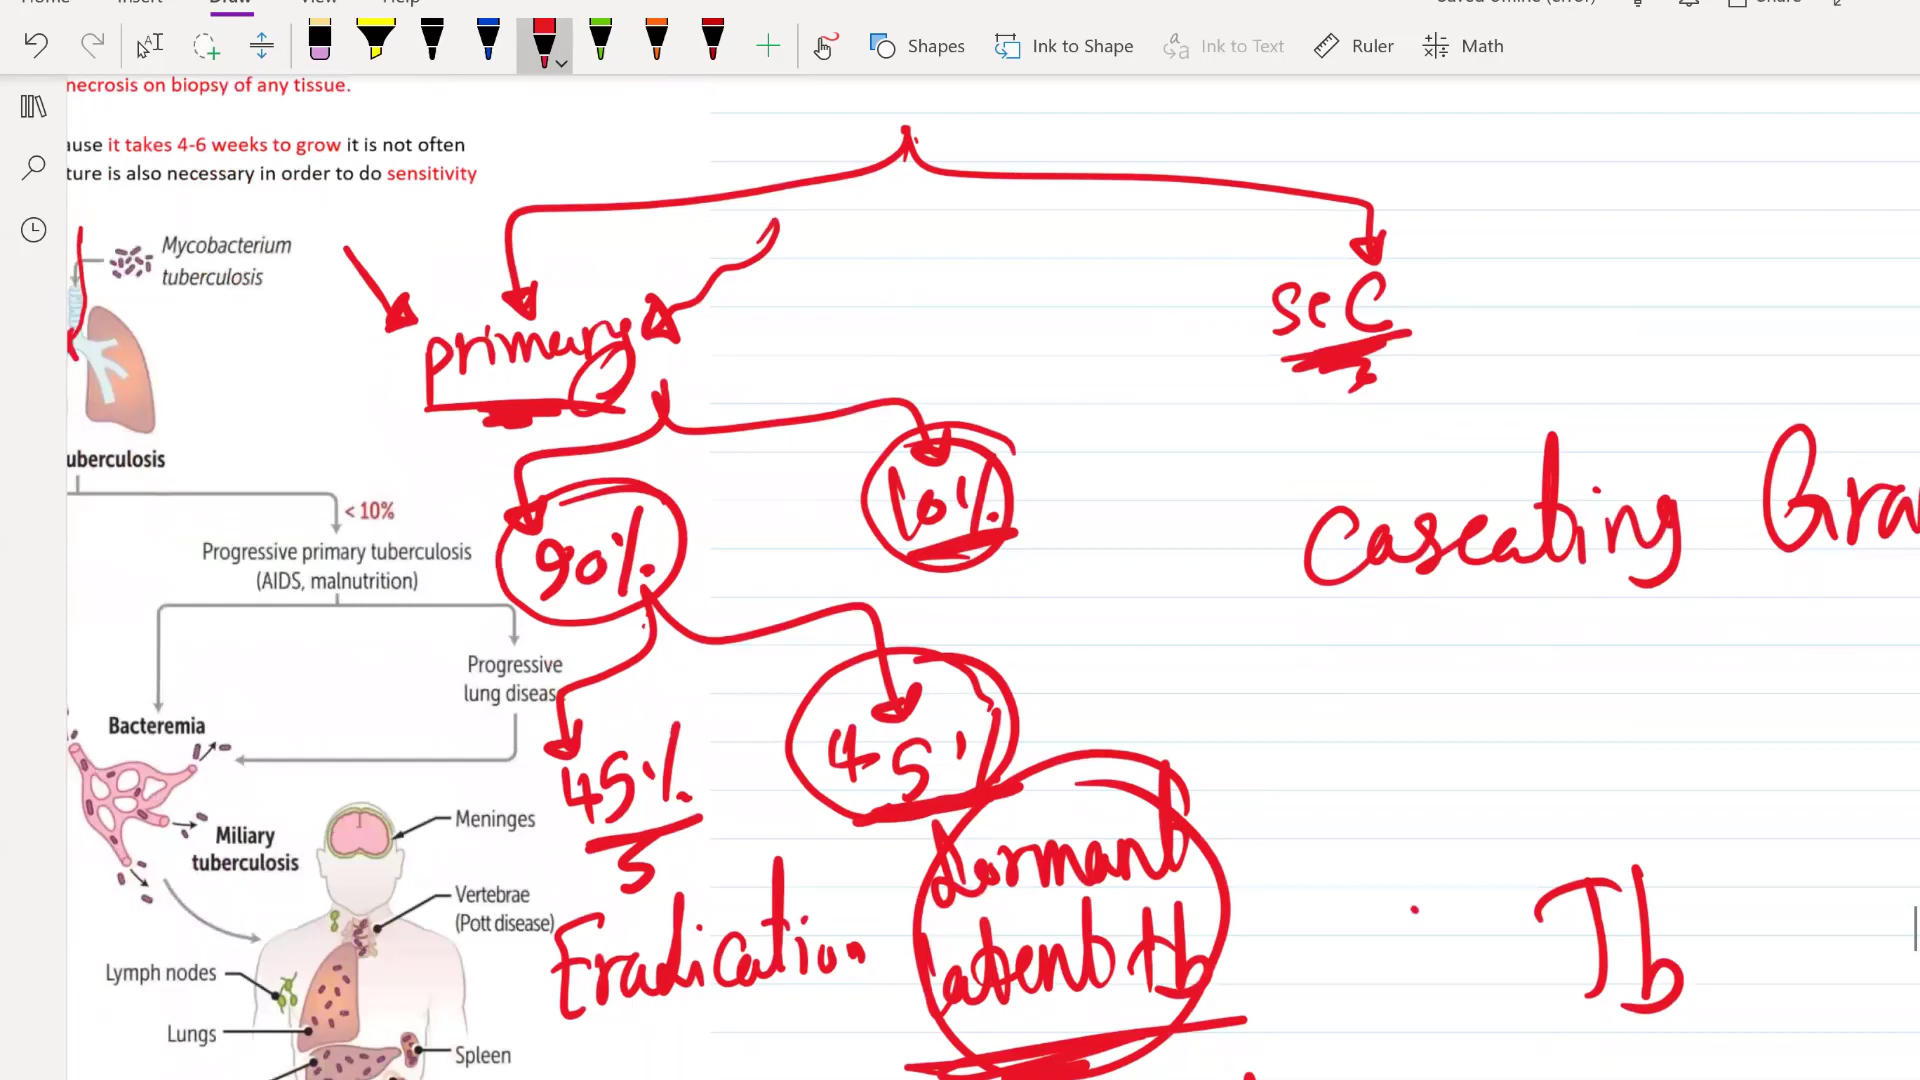 Draw
Shapes
Ink to Shape
Ink to Text
Ruler
Math
necrosis on biopsy of any tissue.
it takes 4-6 weeks to grow it is not often
is also necessary in order to do sensitivity
Mycobacterium
tuberculosis
primary
sec
uberculosis
< 10%
Progressive primary tuberculosis
(AIDS, malnutrition)
90%
10%
Caseating Gra
Progressive
lung diseas
Bacteremia
45%
45
Miliary
tuberculosis
Meninges
Vertebrae
(Pott disease)
dormant
latent tb
Eradication
Tb
Lymph nodes
Lungs
Spleen